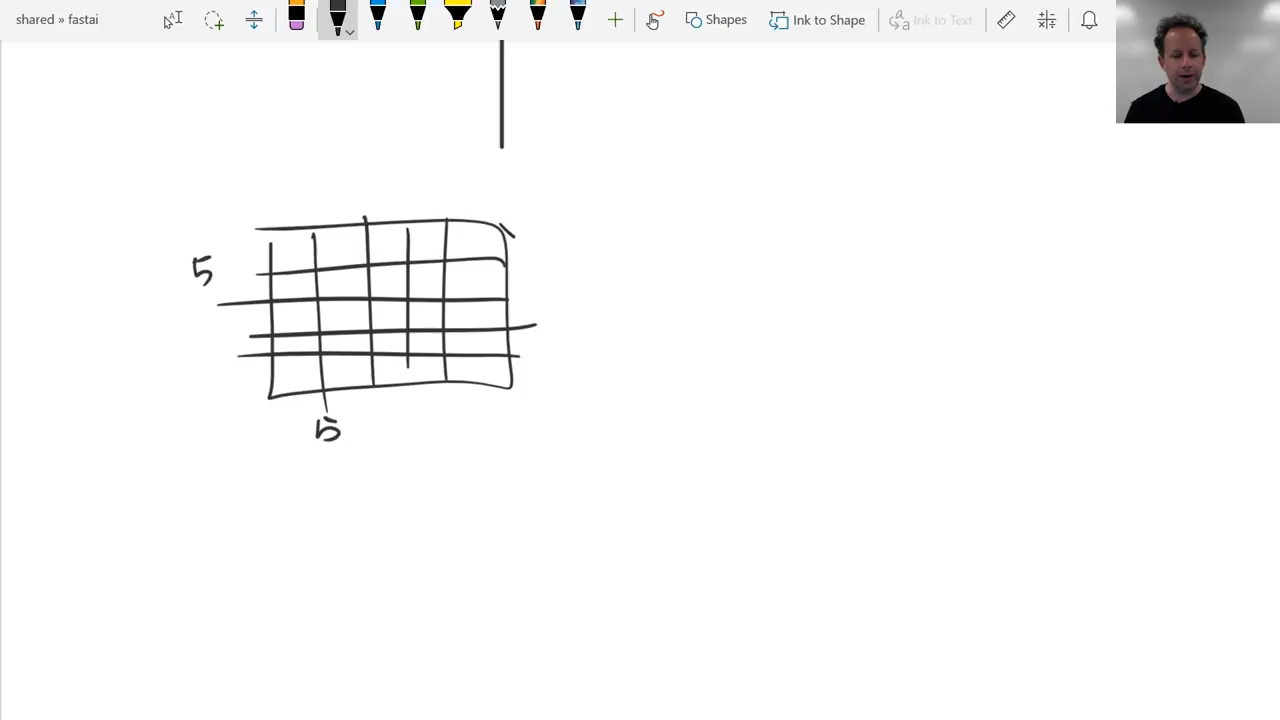 shared » fastai
Shapes
Ink to Shape
Ink to Text
5
5